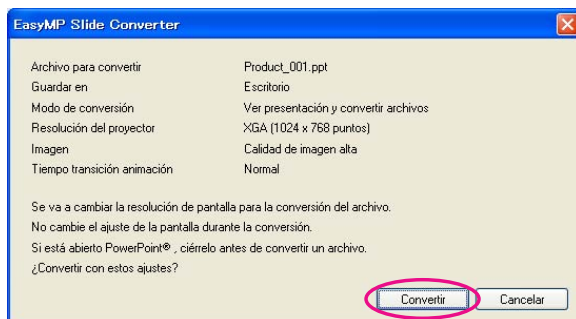 EasyMP Slide Converter
Archivo para convertir Product_001.ppt
Guardar en Escritorio
Modo de conversión Ver presentación y convertir archivos
Resolución del proyector XGA (1024 x 768 puntos)
Imagen Calidad de imagen alta
Tiempo transición animación Normal
Se va a cambiar la resolución de pantalla para la conversión del archivo.
No cambie el ajuste de la pantalla durante la conversión.
Si está abierto PowerPoint® , ciérrelo antes de convertir un archivo.
¿Convertir con estos ajustes?
Convertir Cancelar